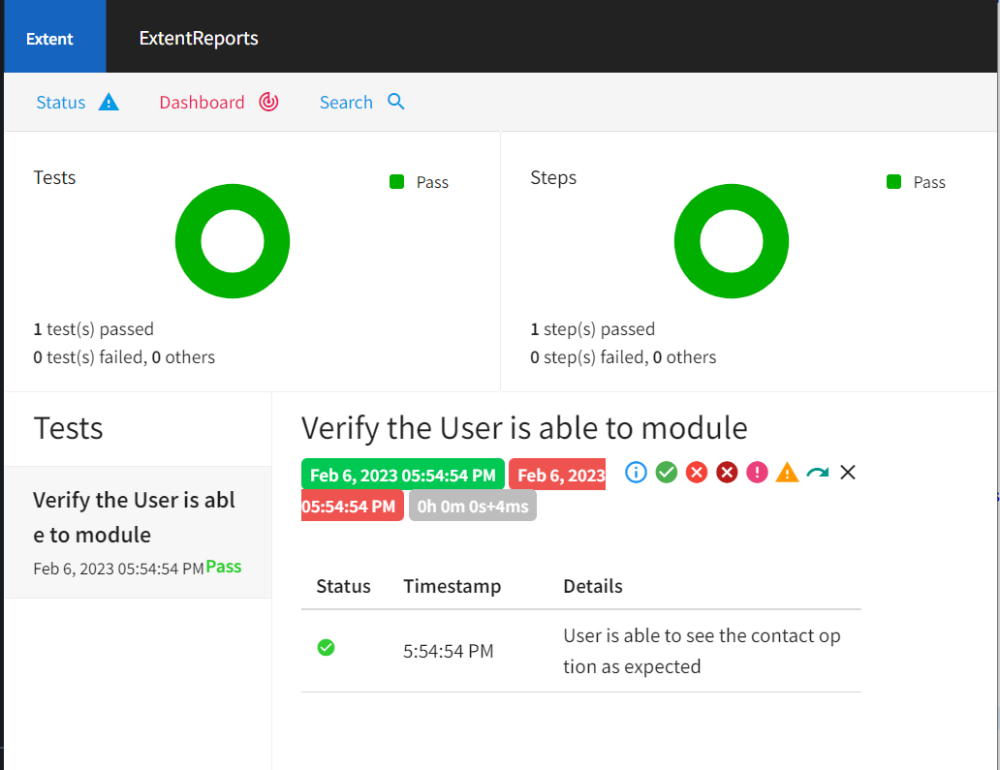 Extent ExtentReports
Status Dashboard Search
Tests
Pass
1 test(s) passed
0 test(s) failed, 0 others
Steps
Pass
1 step(s) passed
0 step(s) failed, 0 others
Tests
Verify the User is abl
e to module
Feb 6, 2023 05:54:54 PM Pass
Verify the User is able to module
Feb 6, 2023 05:54:54 PM Feb 6, 2023
05:54:54 PM 0h 0m 0s+4ms
Status Timestamp Details
5:54:54 PM
User is able to see the contact op
tion as expected